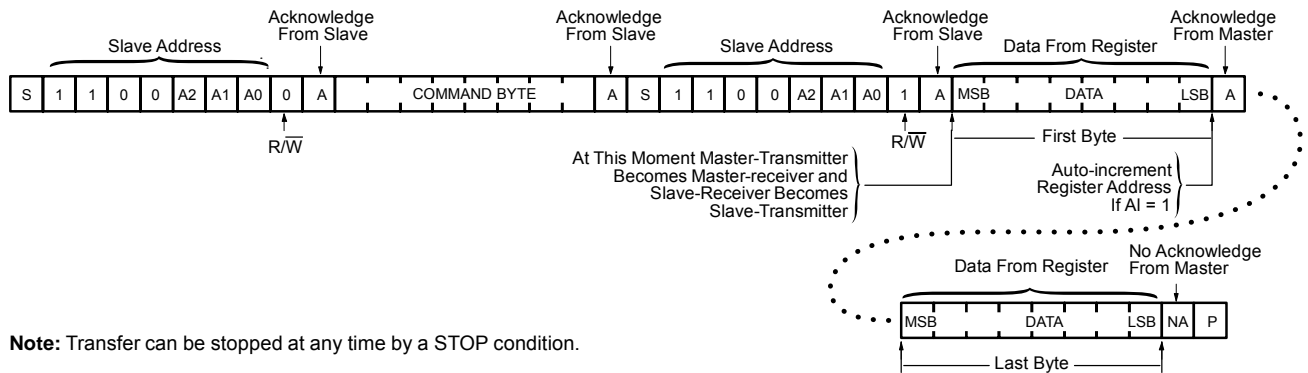 Acknowledge
From Slave
Acknowledge
From Slave
Acknowledge
From Slave
Acknowledge
From Master
Slave Address
Slave Address
Data From Register
S 1 1 0 0 A2 A1 A0 0 A COMMAND BYTE A S 1 1 0 0 A2 A1 A0 1 A MSB DATA LSB A
R/W̅
R/W̅
First Byte
At This Moment Master-Transmitter
Becomes Master-receiver and
Slave-Receiver Becomes
Slave-Transmitter
Auto-increment
Register Address
If AI = 1
Data From Register
No Acknowledge
From Master
MSB DATA LSB NA P
Last Byte
Note: Transfer can be stopped at any time by a STOP condition.